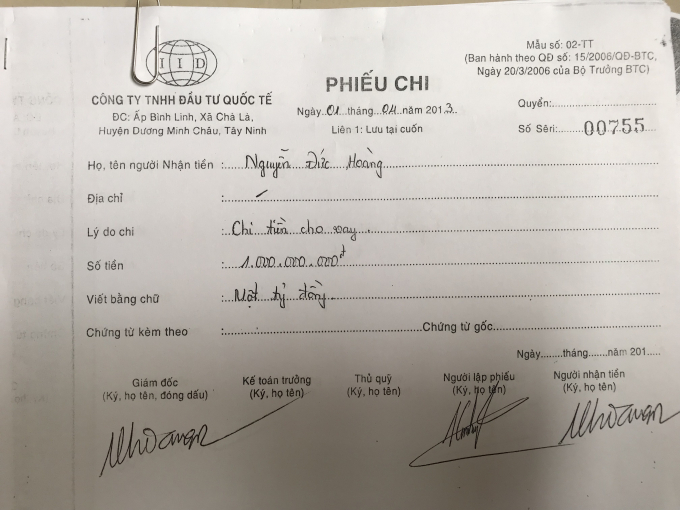 IID
Mẫu số: 02-TT
(Ban hành theo QĐ số: 15/2006/QĐ-BTC,
Ngày 20/3/2006 của Bộ Trưởng BTC)
PHIẾU CHI
CÔNG TY TNHH ĐẦU TƯ QUỐC TẾ
ĐC: Ấp Bình Linh, Xã Chà Là,
Huyện Dương Minh Châu, Tây Ninh
Ngày..01..tháng..04..năm 2013
Liên 1: Lưu tại cuốn
Quyển:
Số Sêri: 00755
Họ, tên người Nhận tiền : Nguyễn Đức Hoàng
Địa chỉ :
Lý do chi : Chi tiền cho vay
Số tiền : 1.000.000.000đ
Viết bằng chữ : Một tỷ đồng
Chứng từ kèm theo : Chứng từ gốc:
Ngày........tháng.......năm 201......
Giám đốc
(Ký, họ tên, đóng dấu)
Kế toán trưởng
(Ký, họ tên)
Thủ quỹ
(Ký, họ tên)
Người lập phiếu
(Ký, họ tên)
Người nhận tiền
(Ký, họ tên)